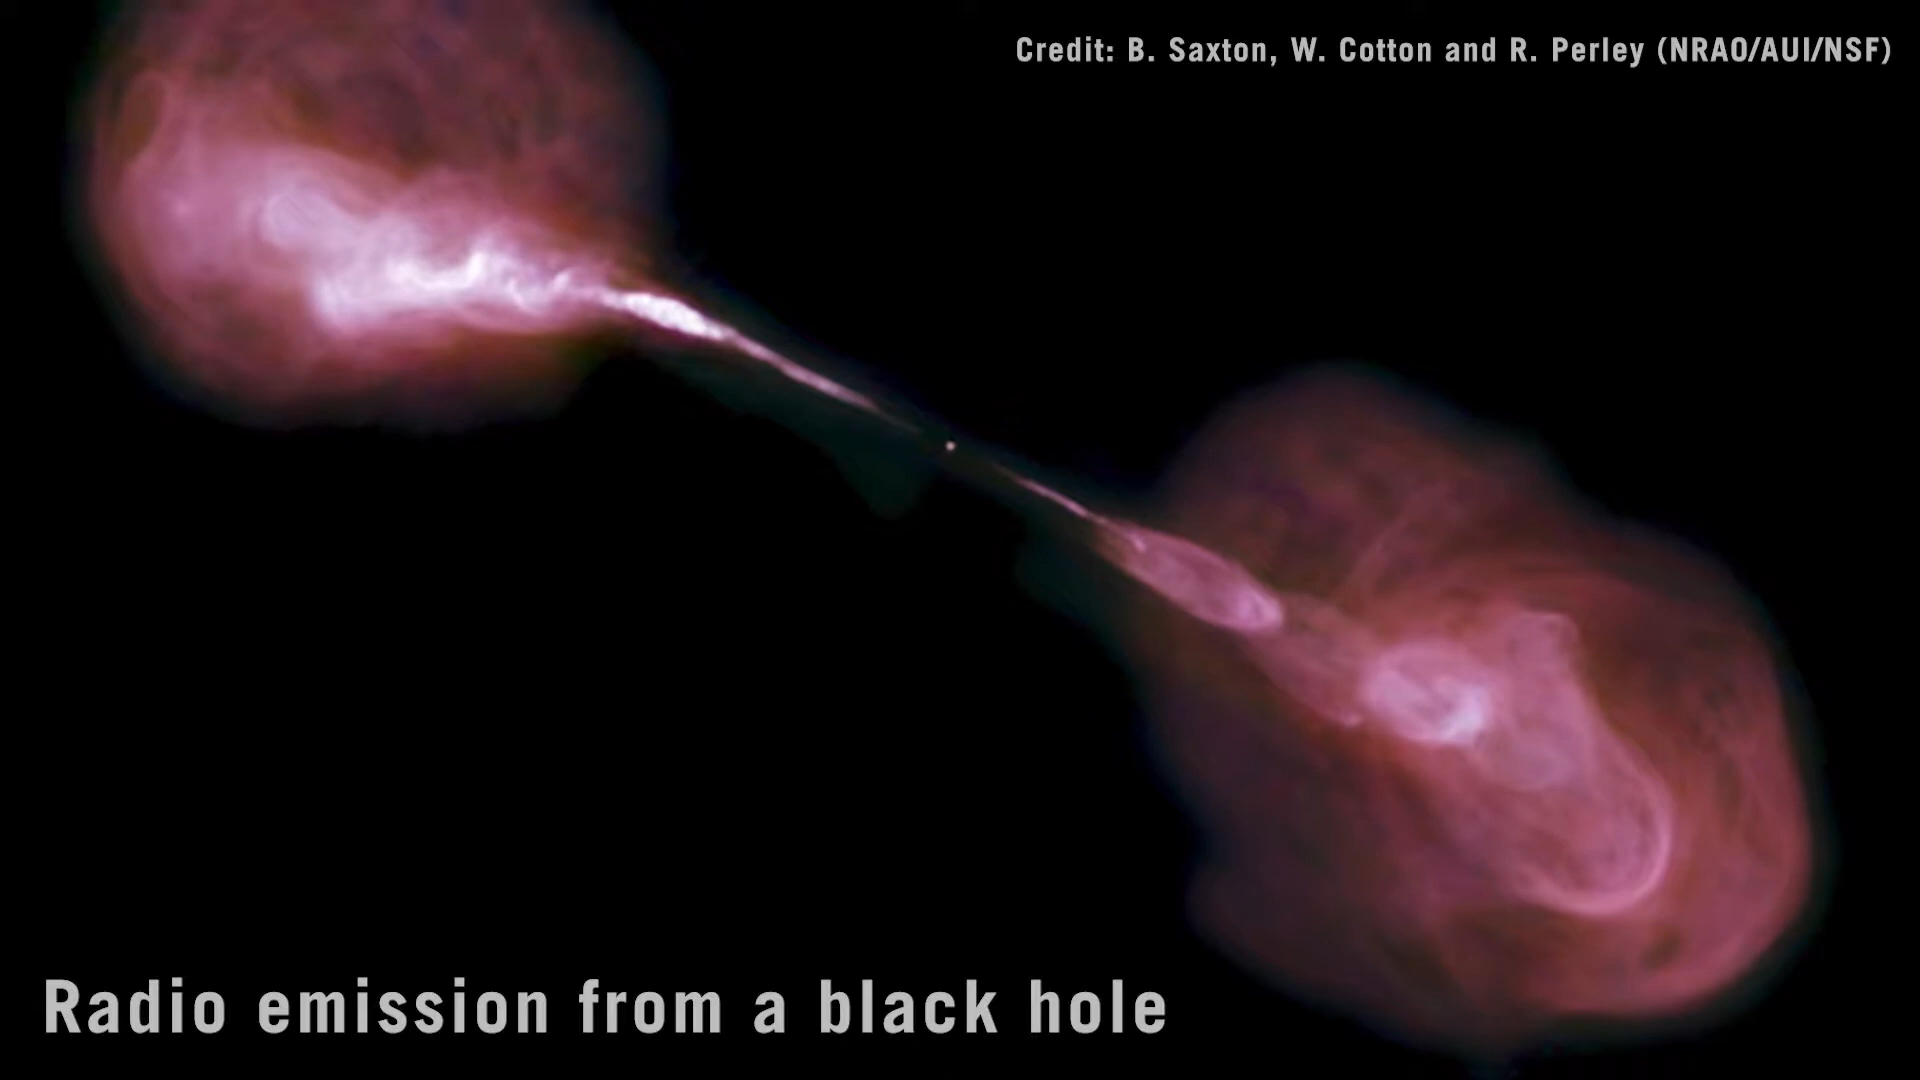 Credit: B. Saxton, W. Cotton and R. Perley (NRAO/AUI/NSF)
Radio emission from a black hole